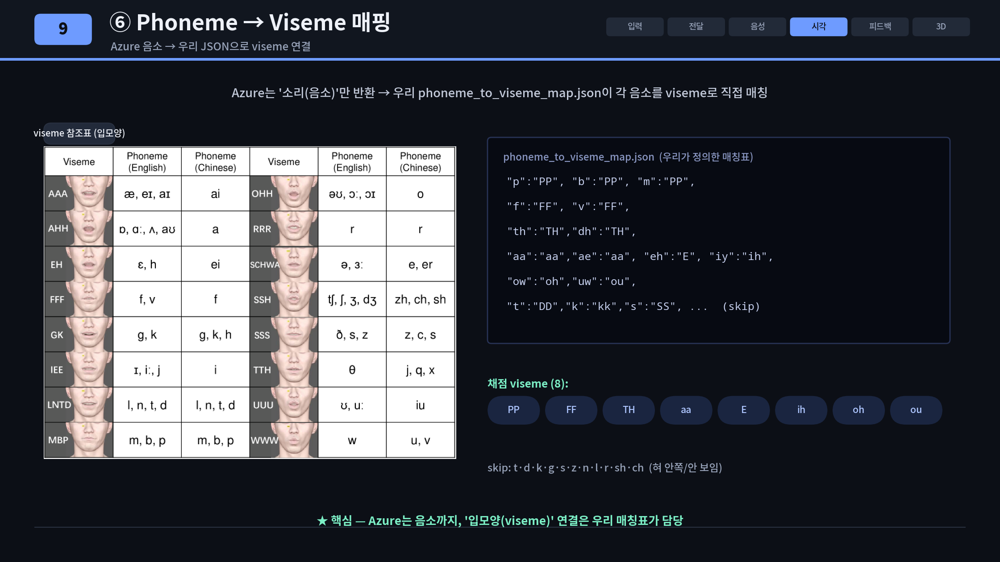 9
⑥ Phoneme → Viseme 매핑
Azure 음소 → 우리 JSON으로 viseme 연결
입력 전달 음성 시각 피드백 3D
Azure는 '소리(음소)'만 반환 → 우리 phoneme_to_viseme_map.json이 각 음소를 viseme로 직접 매칭
viseme 참조표 (입모양)
Viseme Phoneme (English) Phoneme (Chinese) Viseme Phoneme (English) Phoneme (Chinese)
AAA æ, eɪ, aɪ ai OHH əʊ, ɔː, ɔɪ o
AHH ɒ, ɑː, ʌ, aʊ a RRR r r
EH ɛ, h ei SCHWA ə, ɜː e, er
FFF f, v f SSH tʃ, ʃ, ʒ, dʒ zh, ch, sh
GK g, k g, k, h SSS ð, s, z z, c, s
IEE ɪ, iː, j i TTH θ j, q, x
LNTD l, n, t, d l, n, t, d UUU ʊ, uː iu
MBP m, b, p m, b, p WWW w u, v
phoneme_to_viseme_map.json (우리가 정의한 매칭표)
"p":"PP", "b":"PP", "m":"PP",
"f":"FF", "v":"FF",
"th":"TH","dh":"TH",
"aa":"aa","ae":"aa", "eh":"E", "iy":"ih",
"ow":"oh","uw":"ou",
"t":"DD","k":"kk","s":"SS", ... (skip)
채점 viseme (8):
PP FF TH aa E ih oh ou
skip: t·d·k·g·s·z·n·l·r·sh·ch (혀 안쪽/안 보임)
★ 핵심 — Azure는 음소까지, '입모양(viseme)' 연결은 우리 매칭표가 담당